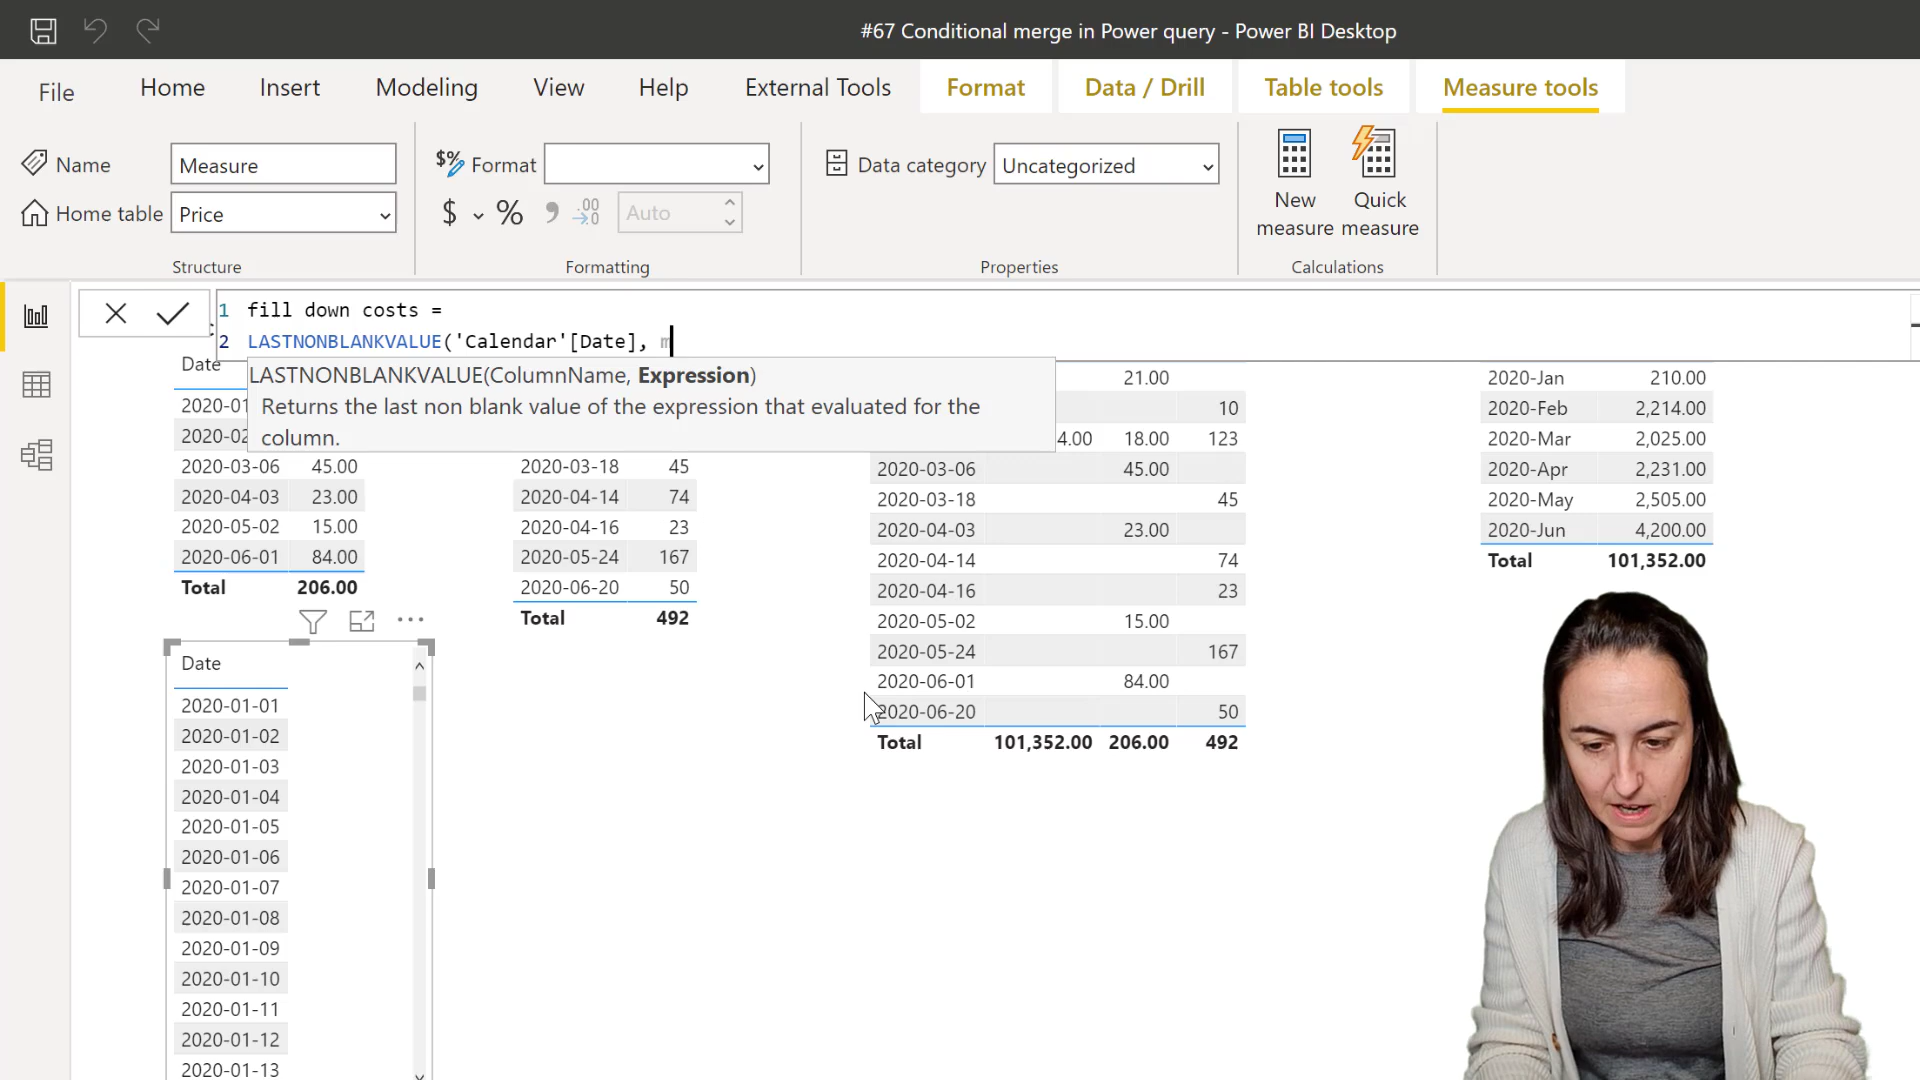 #67 Conditional merge in Power query - Power BI Desktop
File Home Insert Modeling View Help External Tools Format Data / Drill Table tools Measure tools
Name Measure
Home table Price
Structure
$% Format
$ % Auto
Formatting
Data category Uncategorized
Properties
New measure
Quick measure
Calculations
1 fill down costs =
2 LASTNONBLANKVALUE('Calendar'[Date], m
LASTNONBLANKVALUE(ColumnName, Expression)
Returns the last non blank value of the expression that evaluated for the
column.
Date
2020-01
2020-02
2020-03-06 45.00
2020-04-03 23.00
2020-05-02 15.00
2020-06-01 84.00
Total 206.00
2020-03-18 45
2020-04-14 74
2020-04-16 23
2020-05-24 167
2020-06-20 50
Total 492
21.00
10
4.00 18.00 123
2020-03-06 45.00
2020-03-18 45
2020-04-03 23.00
2020-04-14 74
2020-04-16 23
2020-05-02 15.00
2020-05-24 167
2020-06-01 84.00
2020-06-20 50
Total 101,352.00 206.00 492
2020-Jan 210.00
2020-Feb 2,214.00
2020-Mar 2,025.00
2020-Apr 2,231.00
2020-May 2,505.00
2020-Jun 4,200.00
Total 101,352.00
Date
2020-01-01
2020-01-02
2020-01-03
2020-01-04
2020-01-05
2020-01-06
2020-01-07
2020-01-08
2020-01-09
2020-01-10
2020-01-11
2020-01-12
2020-01-13